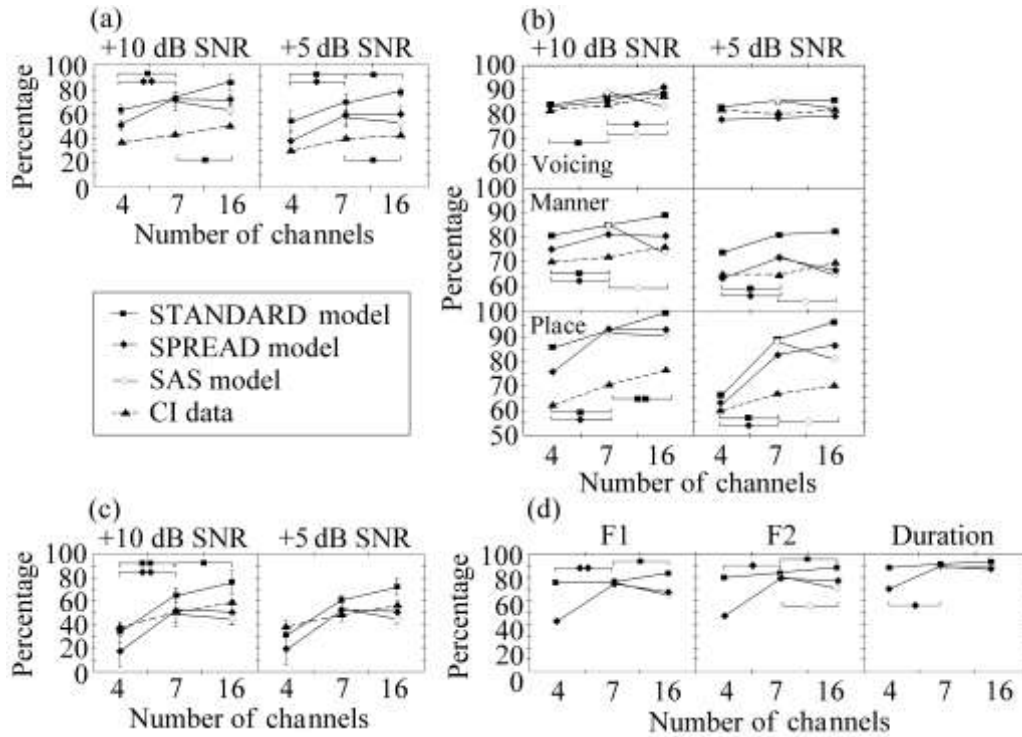 (a)
+10 dB SNR +5 dB SNR
Percentage
100
80
60
40
20
0
4 7 16 4 7 16
Number of channels
STANDARD model
SPREAD model
SAS model
CI data
(b)
+10 dB SNR +5 dB SNR
Percentage
100
90
80
70
60
Voicing
100
90
80
70
60
Manner
100
90
80
70
60
50
Place
4 7 16 4 7 16
Number of channels
(c)
+10 dB SNR +5 dB SNR
Percentage
100
80
60
40
20
0
4 7 16 4 7 16
Number of channels
(d)
F1 F2 Duration
Percentage
100
80
60
40
20
0
4 7 16 4 7 16 4 7 16
Number of channels